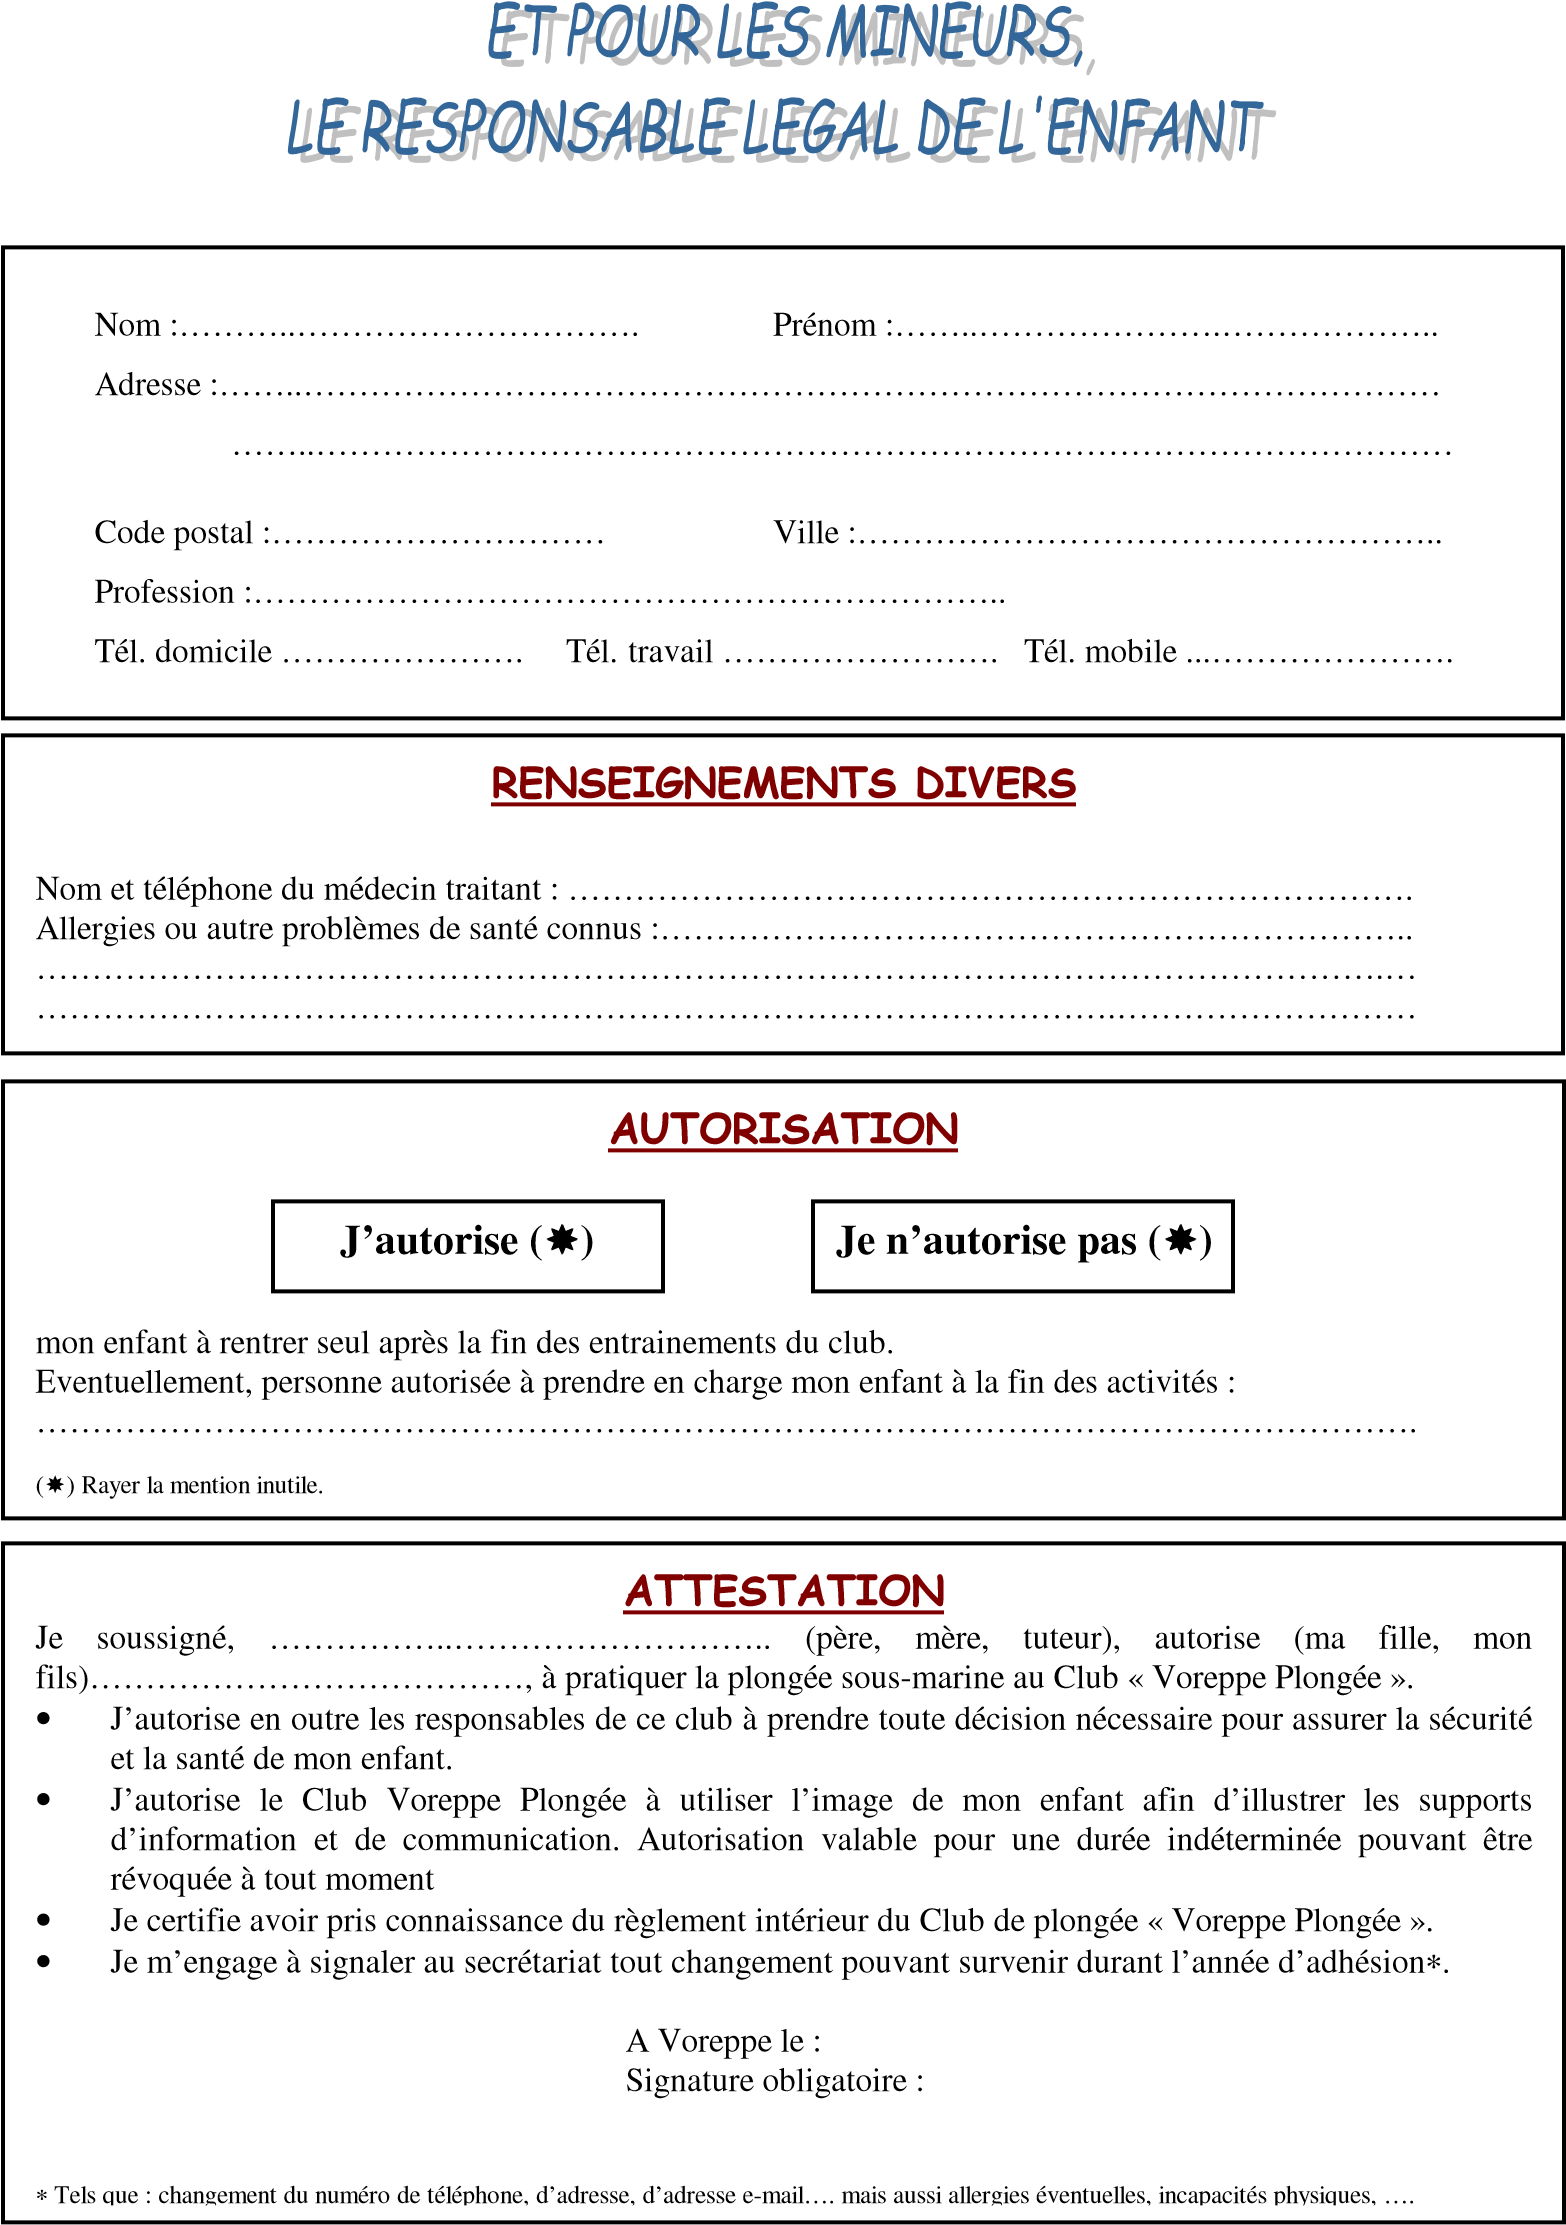 ET POUR LES MINEURS,
LE RESPONSABLE LEGAL DE L'ENFANT
Nom :………..………………………….
Prénom :……..………………….………………..
Adresse :……..…………………………………………………………………………………………
……..……………………………………………………………………………………
Code postal :…………………………
Ville :……………………………………………..
Profession :…………………………………………………………..
Tél. domicile ………………….
Tél. travail …………………….
Tél. mobile ...………………….
RENSEIGNEMENTS DIVERS
Nom et téléphone du médecin traitant : ………………………………………………………………….
Allergies ou autre problèmes de santé connus :…………………………………………………………..
………………………………………………………………………………………………………….…
…………………………………………………………………………………….………………………
AUTORISATION
J’autorise (✸)
Je n’autorise pas (✸)
mon enfant à rentrer seul après la fin des entrainements du club.
Eventuellement, personne autorisée à prendre en charge mon enfant à la fin des activités :
…………………………………………………………………………………………………………….
(✸) Rayer la mention inutile.
ATTESTATION
Je soussigné, ……………..……………………….. (père, mère, tuteur), autorise (ma fille, mon
fils)…………………………………, à pratiquer la plongée sous-marine au Club « Voreppe Plongée ».
• J’autorise en outre les responsables de ce club à prendre toute décision nécessaire pour assurer la sécurité
et la santé de mon enfant.
• J’autorise le Club Voreppe Plongée à utiliser l’image de mon enfant afin d’illustrer les supports
d’information et de communication. Autorisation valable pour une durée indéterminée pouvant être
révoquée à tout moment
• Je certifie avoir pris connaissance du règlement intérieur du Club de plongée « Voreppe Plongée ».
• Je m’engage à signaler au secrétariat tout changement pouvant survenir durant l’année d’adhésion*.
A Voreppe le :
Signature obligatoire :
* Tels que : changement du numéro de téléphone, d’adresse, d’adresse e-mail…. mais aussi allergies éventuelles, incapacités physiques, ….